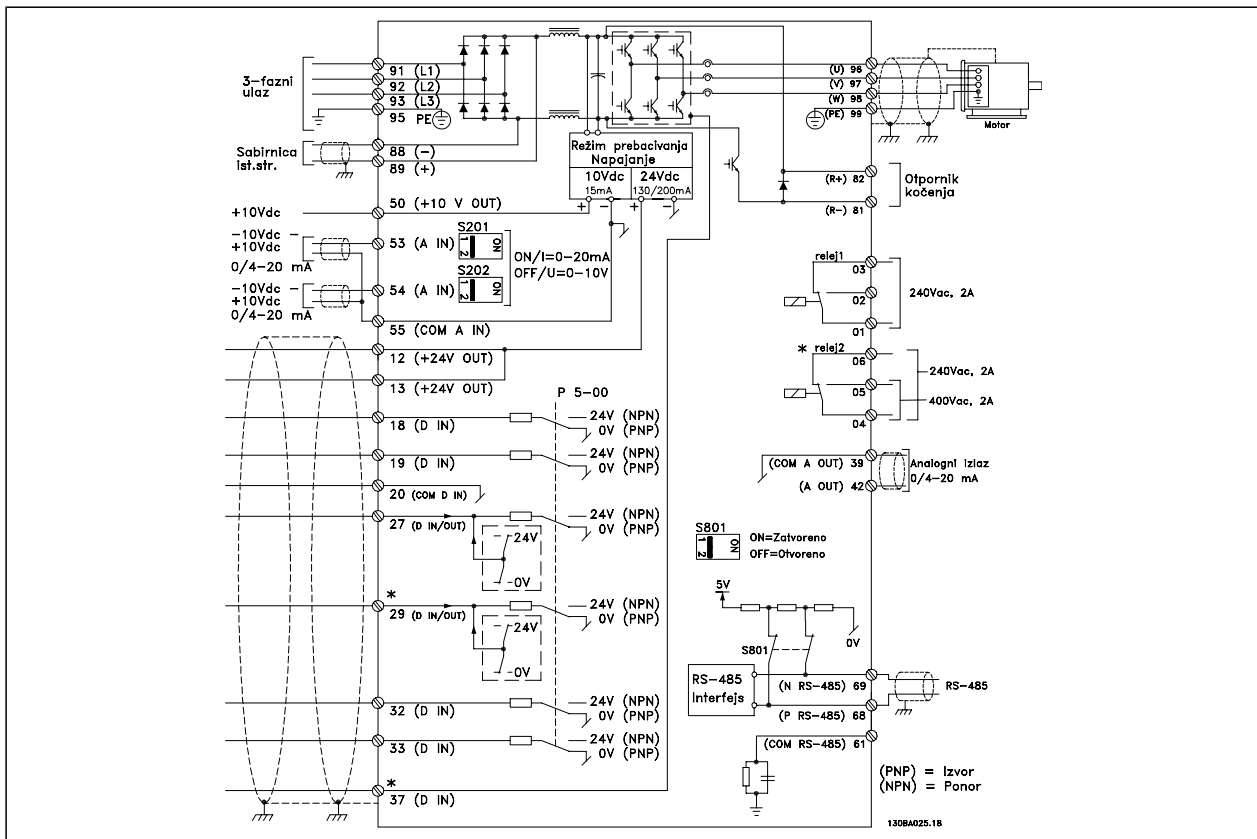 3-fazni
ulaz
91 (L1)
92 (L2)
93 (L3)
95 PE
Sabirnica
ist.str.
88 (-)
89 (+)
Režim prebacivanja
Napajanje
10Vdc
15mA
24Vdc
130/200mA
+ - + -
+10Vdc
50 (+10 V OUT)
-10Vdc -
+10Vdc
0/4-20 mA
53 (A IN)
S201
1 2
ON
ON/I=0-20mA
OFF/U=0-10V
S202
1 2
ON
-10Vdc -
+10Vdc
0/4-20 mA
54 (A IN)
55 (COM A IN)
12 (+24V OUT)
13 (+24V OUT)
P 5-00
18 (D IN)
24V (NPN)
0V (PNP)
19 (D IN)
24V (NPN)
0V (PNP)
20 (COM D IN)
27 (D IN/OUT)
24V (NPN)
0V (PNP)
24V
0V
*
29 (D IN/OUT)
24V (NPN)
0V (PNP)
24V
0V
32 (D IN)
24V (NPN)
0V (PNP)
33 (D IN)
24V (NPN)
0V (PNP)
*
37 (D IN)
(U) 96
(V) 97
(W) 98
(PE) 99
Motor
(R+) 82
(R-) 81
Otpornik
kočenja
relej1
03
02
01
240Vac, 2A
* relej2
06
05
04
240Vac, 2A
400Vac, 2A
(COM A OUT) 39
(A OUT) 42
Analogni izlaz
0/4-20 mA
S801
1 2
ON
ON=Zatvoreno
OFF=Otvoreno
5V
0V
S801
RS-485
Interfejs
(N RS-485) 69
(P RS-485) 68
(COM RS-485) 61
RS-485
(PNP) = Izvor
(NPN) = Ponor
130BA025.18